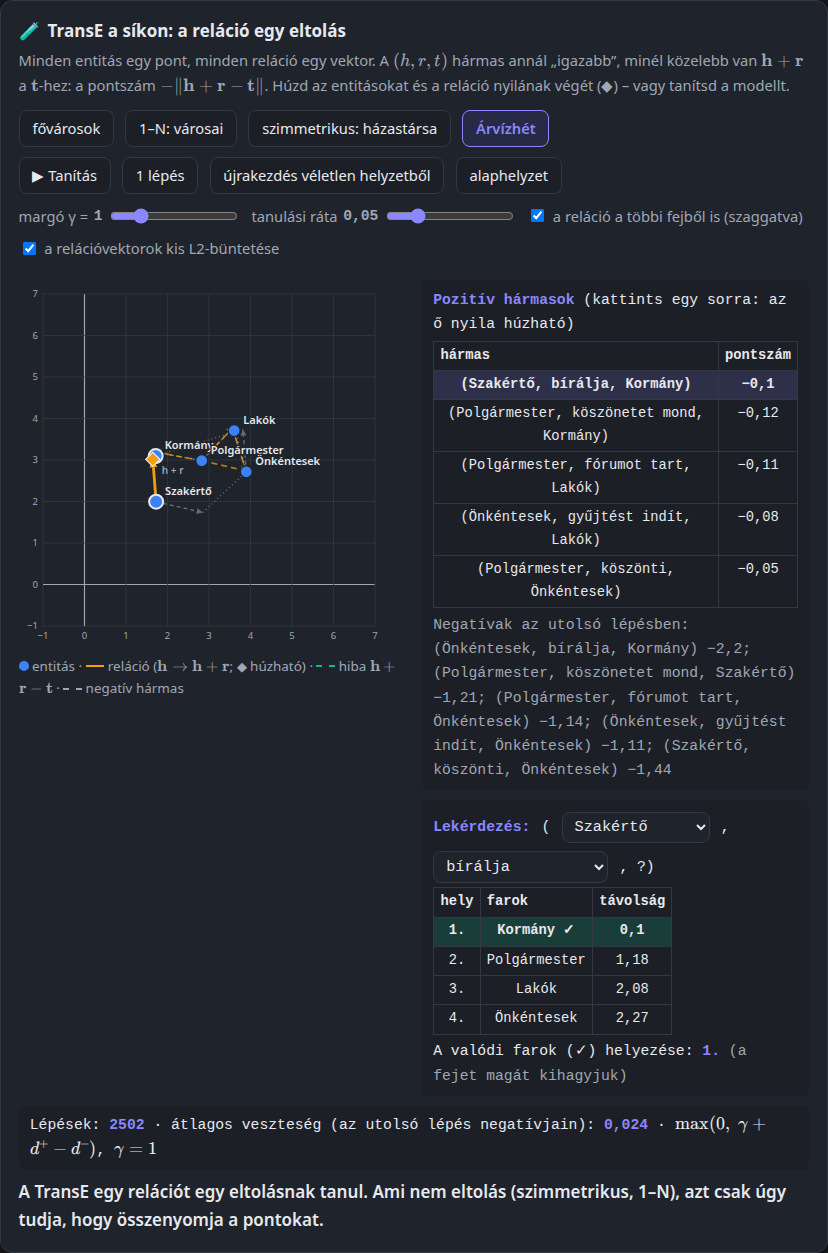 🧪 TransE a síkon: a reláció egy eltolás
Minden entitás egy pont, minden reláció egy vektor. A (h, r, t) hármas annál „igazabb”, minél közelebb van h + r
a t-hez: a pontszám −‖h + r − t‖. Húzd az entitásokat és a reláció nyilának végét (◆) – vagy tanítsd a modellt.
fővárosok
1–N: városai
szimmetrikus: házastársa
Árvízhét
▶ Tanítás
1 lépés
újrakezdés véletlen helyzetből
alaphelyzet
margó γ = 1
tanulási ráta 0,05
a reláció a többi fejből is (szaggatva)
a relációvektorok kis L2-büntetése
7
6
5
4
3
2
1
0
−1
−1 0 1 2 3 4 5 6 7
Lakók
Kormány
Polgármester
Önkéntesek
h + r
Szakértő
entitás · reláció (h → h + r; ◆ húzható) · hiba h +
r − t · negatív hármas
Pozitív hármasok (kattints egy sorra: az
ő nyila húzható)
hármas pontszám
(Szakértő, bírálja, Kormány) −0,1
(Polgármester, köszönetet mond, −0,12
Kormány)
(Polgármester, fórumot tart, −0,11
Lakók)
(Önkéntesek, gyűjtést indít, −0,08
Lakók)
(Polgármester, köszönti, −0,05
Önkéntesek)
Negatívak az utolsó lépésben:
(Önkéntesek, bírálja, Kormány) −2,2;
(Polgármester, köszönetet mond, Szakértő)
−1,21; (Polgármester, fórumot tart,
Önkéntesek) −1,14; (Önkéntesek, gyűjtést
indít, Önkéntesek) −1,11; (Szakértő,
köszönti, Önkéntesek) −1,44
Lekérdezés: ( Szakértő ,
bírálja , ?)
hely farok távolság
1. Kormány ✓ 0,1
2. Polgármester 1,18
3. Lakók 2,08
4. Önkéntesek 2,27
A valódi farok (✓) helyezése: 1. (a
fejet magát kihagyjuk)
Lépések: 2502 · átlagos veszteség (az utolsó lépés negatívjain): 0,024 · max(0, γ +
d⁺ − d⁻), γ = 1
A TransE egy relációt egy eltolásnak tanul. Ami nem eltolás (szimmetrikus, 1–N), azt csak úgy
tudja, hogy összenyomja a pontokat.